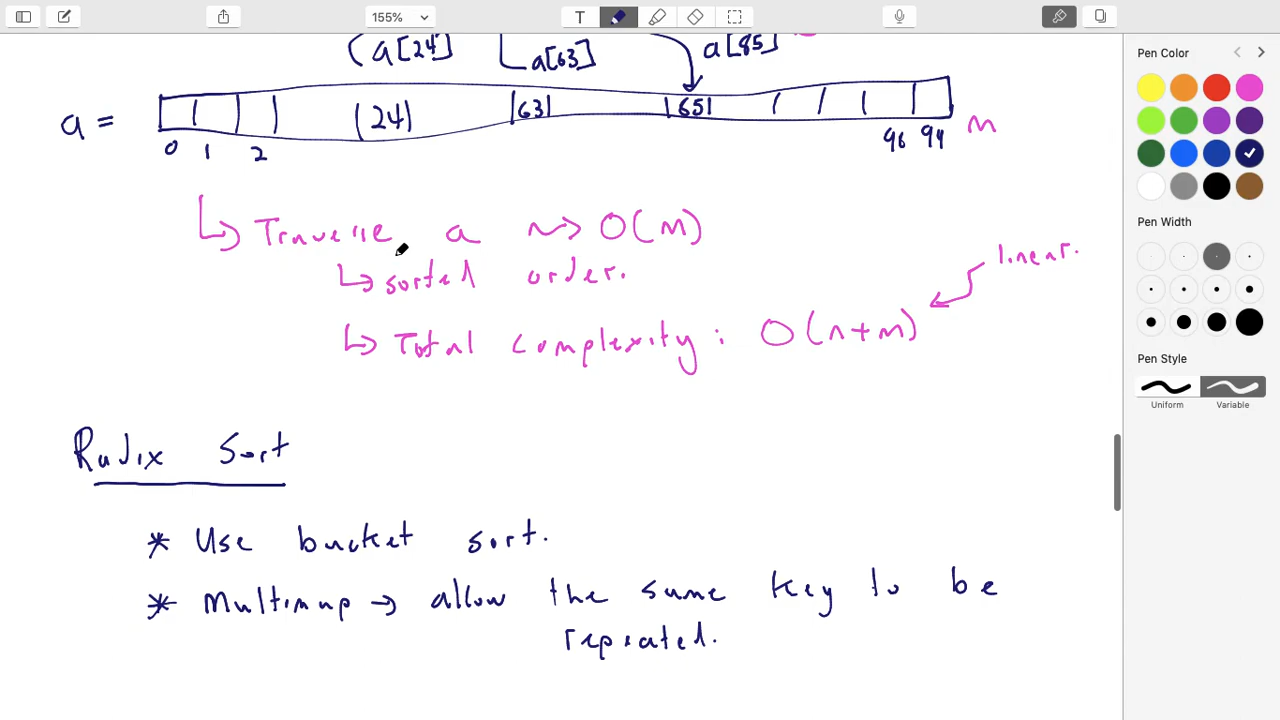 155%
T
Pen Color
Pen Width
Pen Style
Uniform
Variable
a[24] a[63] a[85]
a = |24| |63| |65|
0 1 2 96 94 m
↳ Traverse a ⇝ O(m)
↳ sorted order.
linear.
↳ Total complexity : O(n+m)
Radix Sort
* Use bucket sort.
* Multimap → allow the same key to be
repeated.